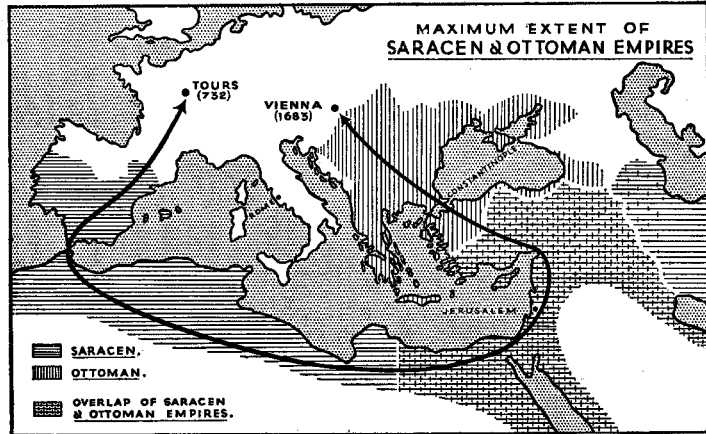 MAXIMUM EXTENT OF
SARACEN & OTTOMAN EMPIRES
TOURS
(732)
VIENNA
(1683)
CONSTANTINOPLE
ROME
JERUSALEM
SARACEN.
OTTOMAN.
OVERLAP OF SARACEN
& OTTOMAN EMPIRES.